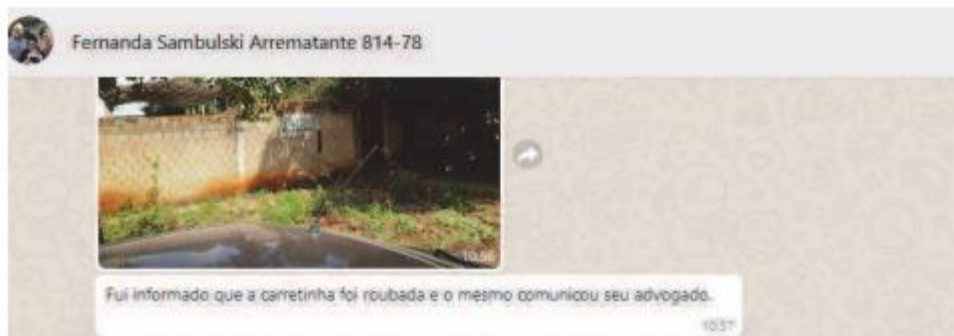 Fernanda Sambulski Arrematante 814-78
10:56
Fui informado que a carretinha foi roubada e o mesmo comunicou seu advogado.
10:57